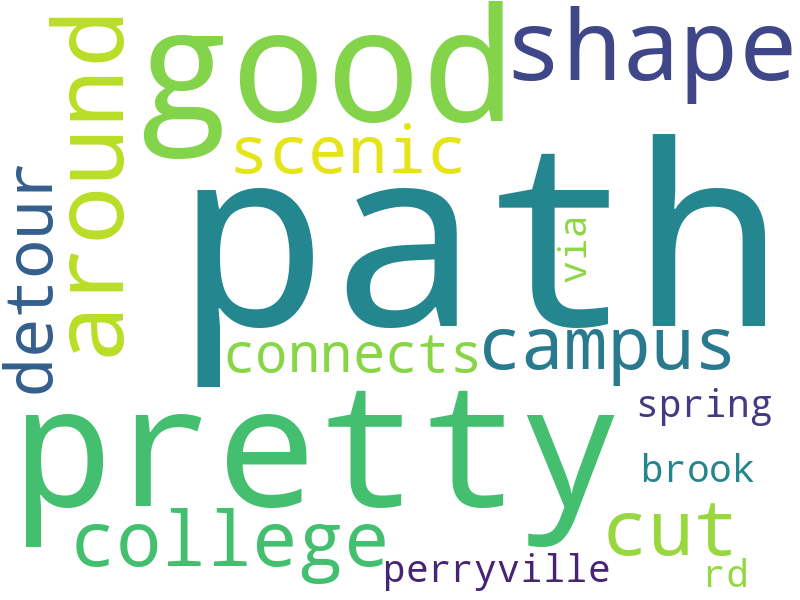 good
shape
around
scenic
path
detour
via
connects
campus
pretty
spring
brook
college
cut
perryville
rd